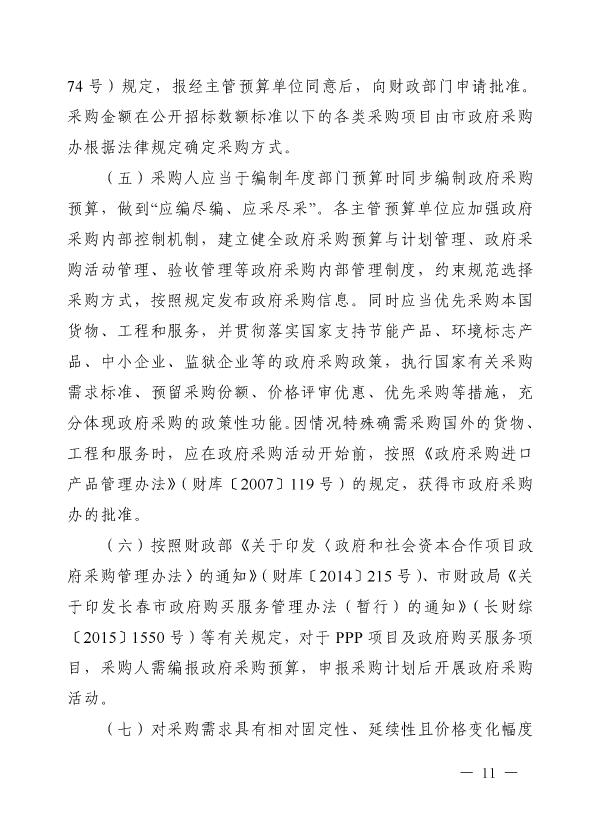 74 号）规定，报经主管预算单位同意后，向财政部门申请批准。
采购金额在公开招标数额标准以下的各类采购项目由市政府采购
办根据法律规定确定采购方式。
（五）采购人应当于编制年度部门预算时同步编制政府采购
预算，做到“应编尽编、应采尽采”。各主管预算单位应加强政府
采购内部控制机制，建立健全政府采购预算与计划管理、政府采
购活动管理、验收管理等政府采购内部管理制度，约束规范选择
采购方式，按照规定发布政府采购信息。同时应当优先采购本国
货物、工程和服务，并贯彻落实国家支持节能产品、环境标志产
品、中小企业、监狱企业等的政府采购政策，执行国家有关采购
需求标准、预留采购份额、价格评审优惠、优先采购等措施，充
分体现政府采购的政策性功能。因情况特殊确需采购国外的货物、
工程和服务时，应在政府采购活动开始前，按照《政府采购进口
产品管理办法》（财库〔2007〕119 号）的规定，获得市政府采购
办的批准。
（六）按照财政部《关于印发〈政府和社会资本合作项目政
府采购管理办法〉的通知》（财库〔2014〕215 号）、市财政局《关
于印发长春市政府购买服务管理办法（暂行）的通知》（长财综
〔2015〕1550 号）等有关规定，对于 PPP 项目及政府购买服务项
目，采购人需编报政府采购预算，申报采购计划后开展政府采购
活动。
（七）对采购需求具有相对固定性、延续性且价格变化幅度
— 11 —